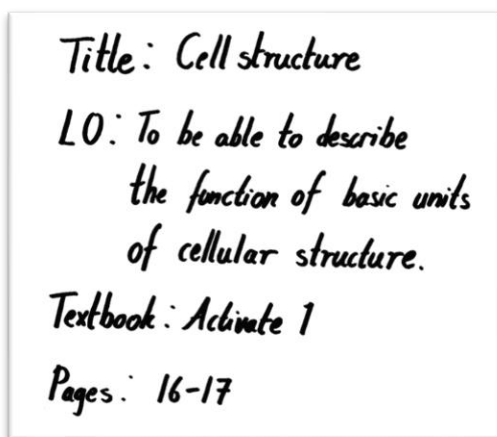 Title: Cell structure
LO: To be able to describe
the function of basic units
of cellular structure.
Textbook: Activate 1
Pages: 16-17